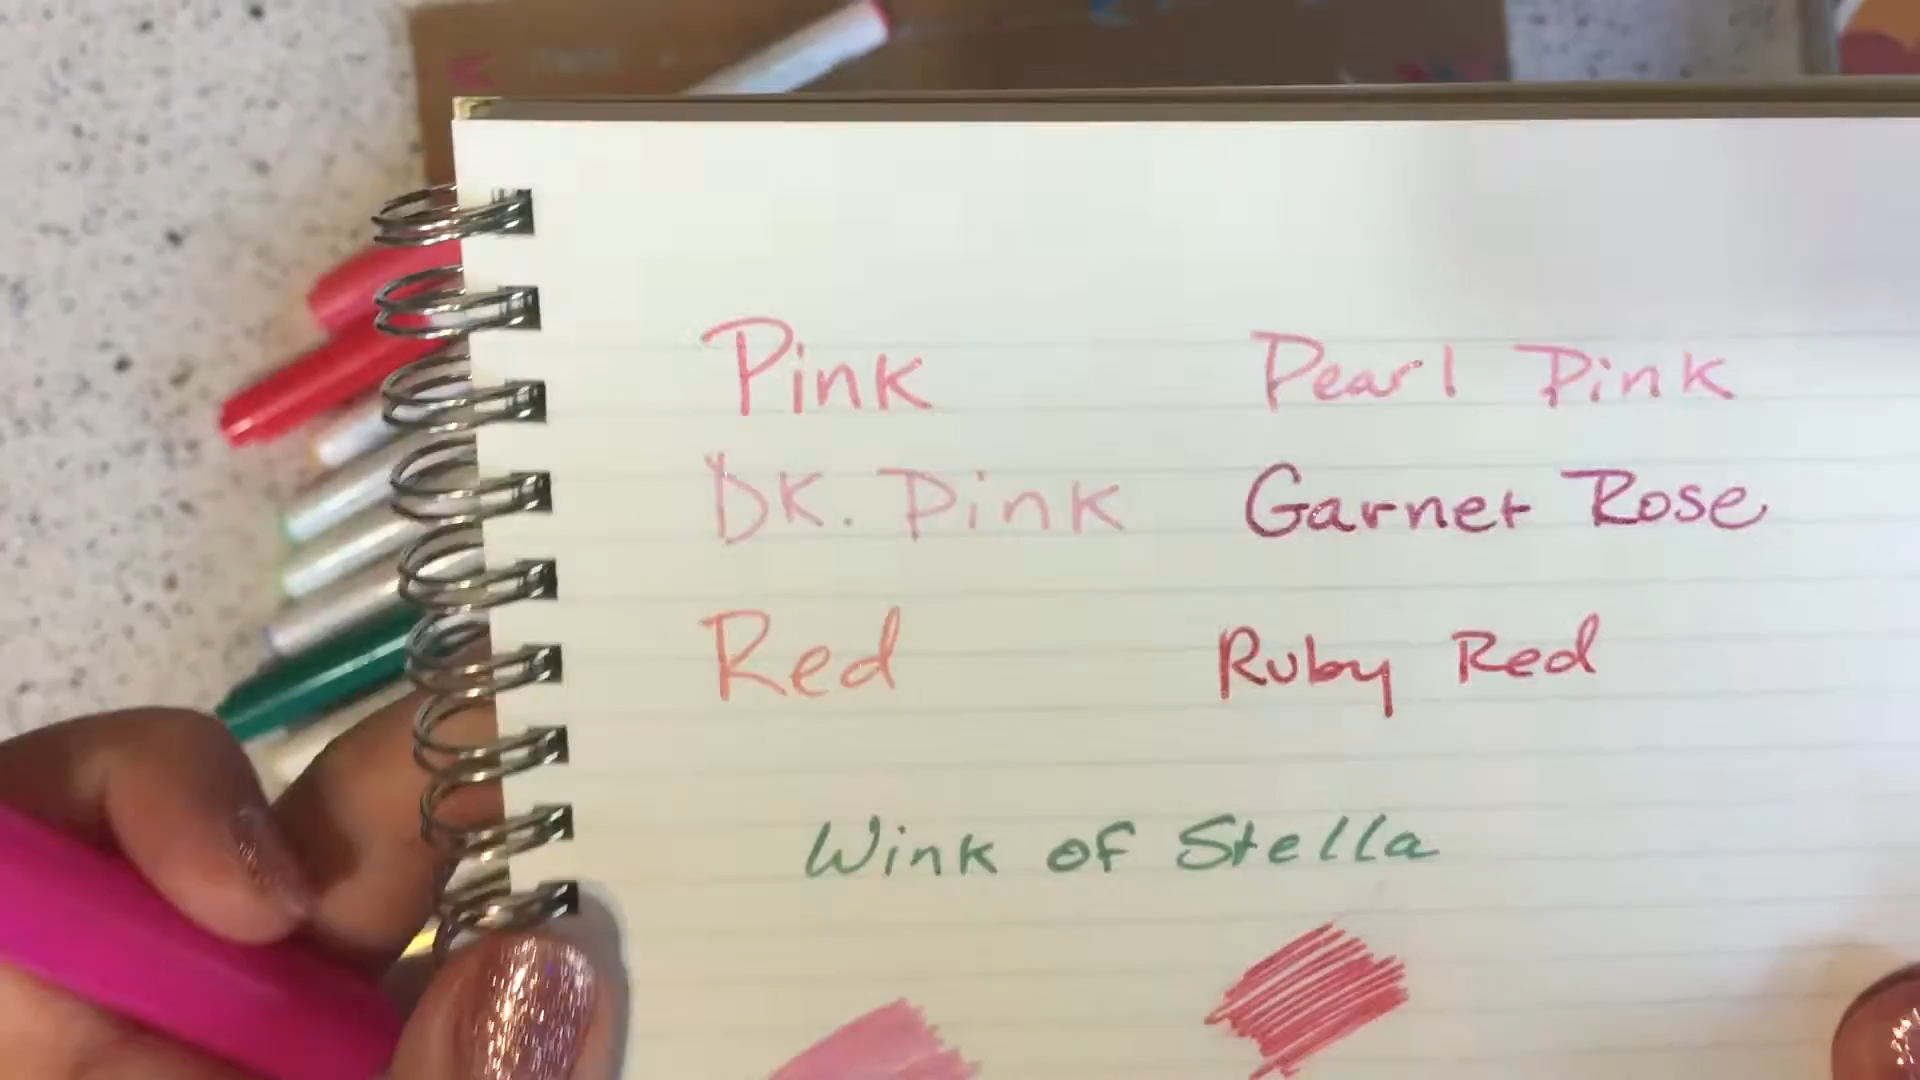 Pink Pearl Pink
DK. Pink Garnet Rose
Red Ruby Red
Wink of Stella